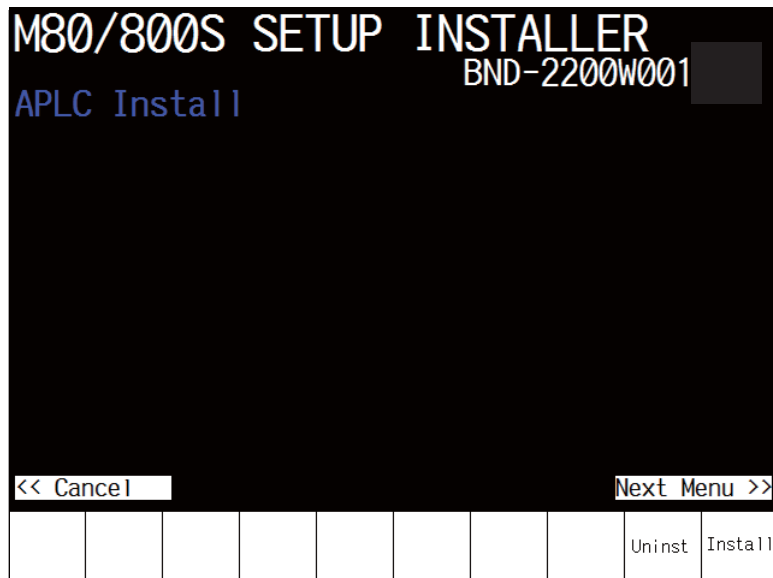 M80/800S SETUP INSTALLER
BND-2200W001
APLC Install
<< Cancel
Next Menu >>
Uninst
Install